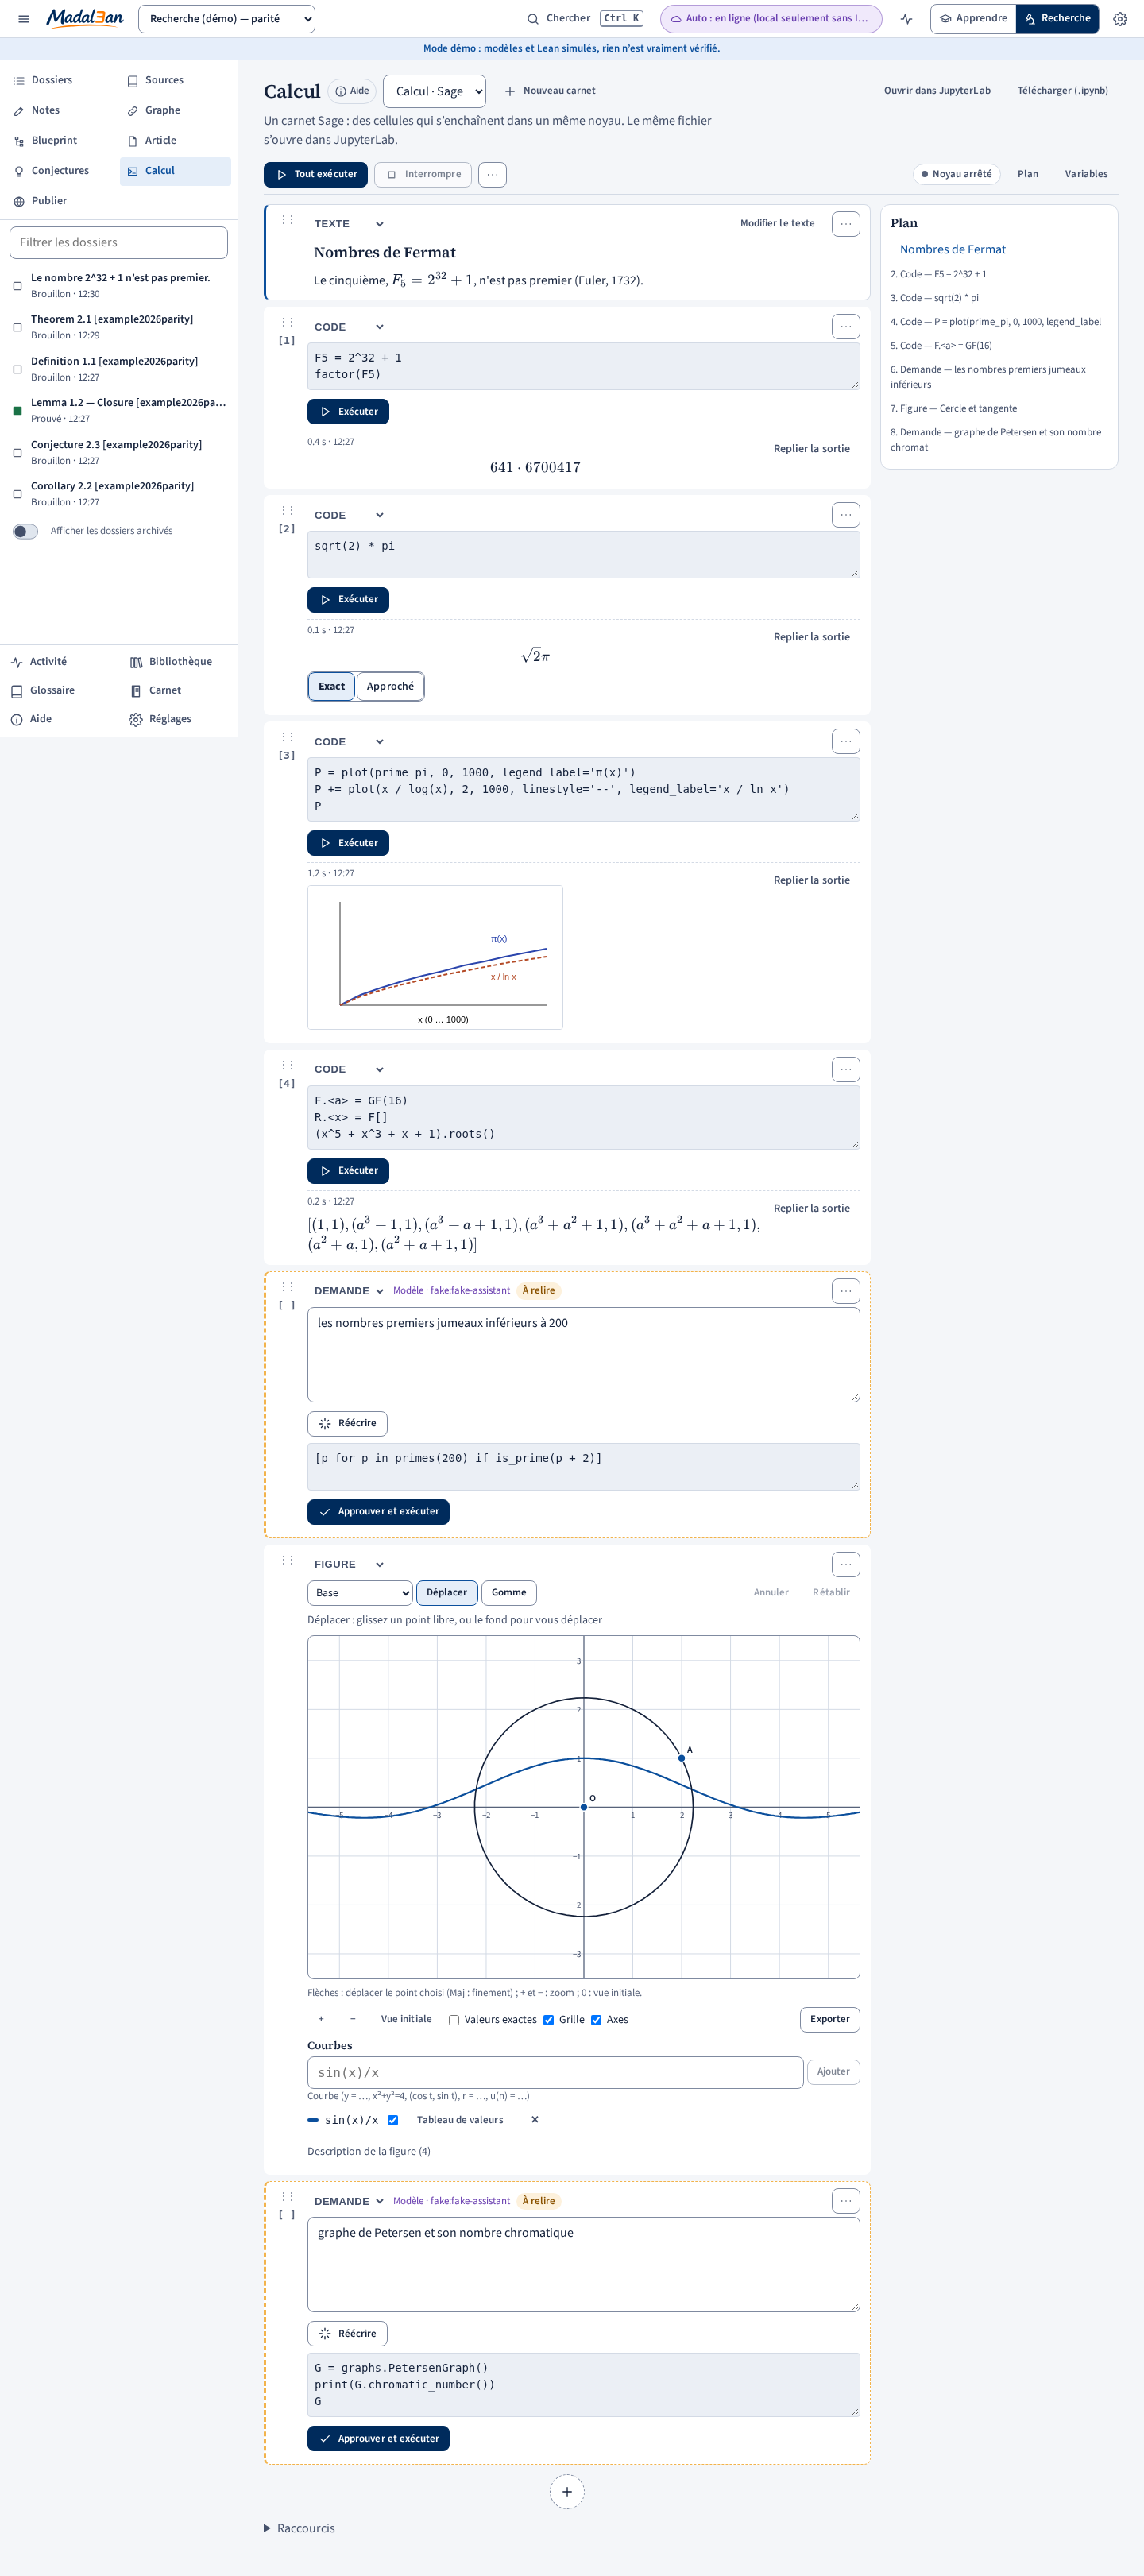 Madal∃an
Recherche (démo) — parité
Chercher
Ctrl K
Auto : en ligne (local seulement sans I…
Apprendre
Recherche
Mode démo : modèles et Lean simulés, rien n’est vraiment vérifié.
Dossiers
Sources
Notes
Graphe
Blueprint
Article
Conjectures
Calcul
Publier
Filtrer les dossiers
Le nombre 2^32 + 1 n’est pas premier.
Brouillon · 12:30
Theorem 2.1 [example2026parity]
Brouillon · 12:29
Definition 1.1 [example2026parity]
Brouillon · 12:27
Lemma 1.2 — Closure [example2026pa…
Prouvé · 12:27
Conjecture 2.3 [example2026parity]
Brouillon · 12:27
Corollary 2.2 [example2026parity]
Brouillon · 12:27
Afficher les dossiers archivés
Activité
Bibliothèque
Glossaire
Carnet
Aide
Réglages
Calcul
Aide
Calcul · Sage
Nouveau carnet
Ouvrir dans JupyterLab
Télécharger (.ipynb)
Un carnet Sage : des cellules qui s’enchaînent dans un même noyau. Le même fichier
s’ouvre dans JupyterLab.
Tout exécuter
Interrompre
···
Noyau arrêté
Plan
Variables
TEXTE
Modifier le texte
···
Nombres de Fermat
Le cinquième, F₅ = 2³² + 1, n'est pas premier (Euler, 1732).
CODE
···
[1]
F5 = 2^32 + 1
factor(F5)
Exécuter
0.4 s · 12:27
Replier la sortie
641 · 6700417
CODE
···
[2]
sqrt(2) * pi
Exécuter
0.1 s · 12:27
Replier la sortie
√2π
Exact
Approché
CODE
···
[3]
P = plot(prime_pi, 0, 1000, legend_label='π(x)')
P += plot(x / log(x), 2, 1000, linestyle='--', legend_label='x / ln x')
P
Exécuter
1.2 s · 12:27
Replier la sortie
π(x)
x / ln x
x (0 … 1000)
CODE
···
[4]
F.<a> = GF(16)
R.<x> = F[]
(x^5 + x^3 + x + 1).roots()
Exécuter
0.2 s · 12:27
Replier la sortie
[(1, 1), (a³ + 1, 1), (a³ + a + 1, 1), (a³ + a² + 1, 1), (a³ + a² + a + 1, 1),
(a² + a, 1), (a² + a + 1, 1)]
DEMANDE
Modèle · fake:fake-assistant
À relire
···
[ ]
les nombres premiers jumeaux inférieurs à 200
Réécrire
[p for p in primes(200) if is_prime(p + 2)]
Approuver et exécuter
FIGURE
···
Base
Déplacer
Gomme
Annuler
Rétablir
Déplacer : glissez un point libre, ou le fond pour vous déplacer
3
2
1
A
O
−5 −4 −3 −2 −1 1 2 3 4 5
−1
−2
−3
Flèches : déplacer le point choisi (Maj : finement) ; + et − : zoom ; 0 : vue initiale.
+
−
Vue initiale
Valeurs exactes
Grille
Axes
Exporter
Courbes
sin(x)/x
Ajouter
Courbe (y = …, x²+y²=4, (cos t, sin t), r = …, u(n) = …)
sin(x)/x
Tableau de valeurs
×
Description de la figure (4)
DEMANDE
Modèle · fake:fake-assistant
À relire
···
[ ]
graphe de Petersen et son nombre chromatique
Réécrire
G = graphs.PetersenGraph()
print(G.chromatic_number())
G
Approuver et exécuter
+
Raccourcis
Plan
Nombres de Fermat
2. Code — F5 = 2^32 + 1
3. Code — sqrt(2) * pi
4. Code — P = plot(prime_pi, 0, 1000, legend_label
5. Code — F.<a> = GF(16)
6. Demande — les nombres premiers jumeaux
inférieurs
7. Figure — Cercle et tangente
8. Demande — graphe de Petersen et son nombre
chromat